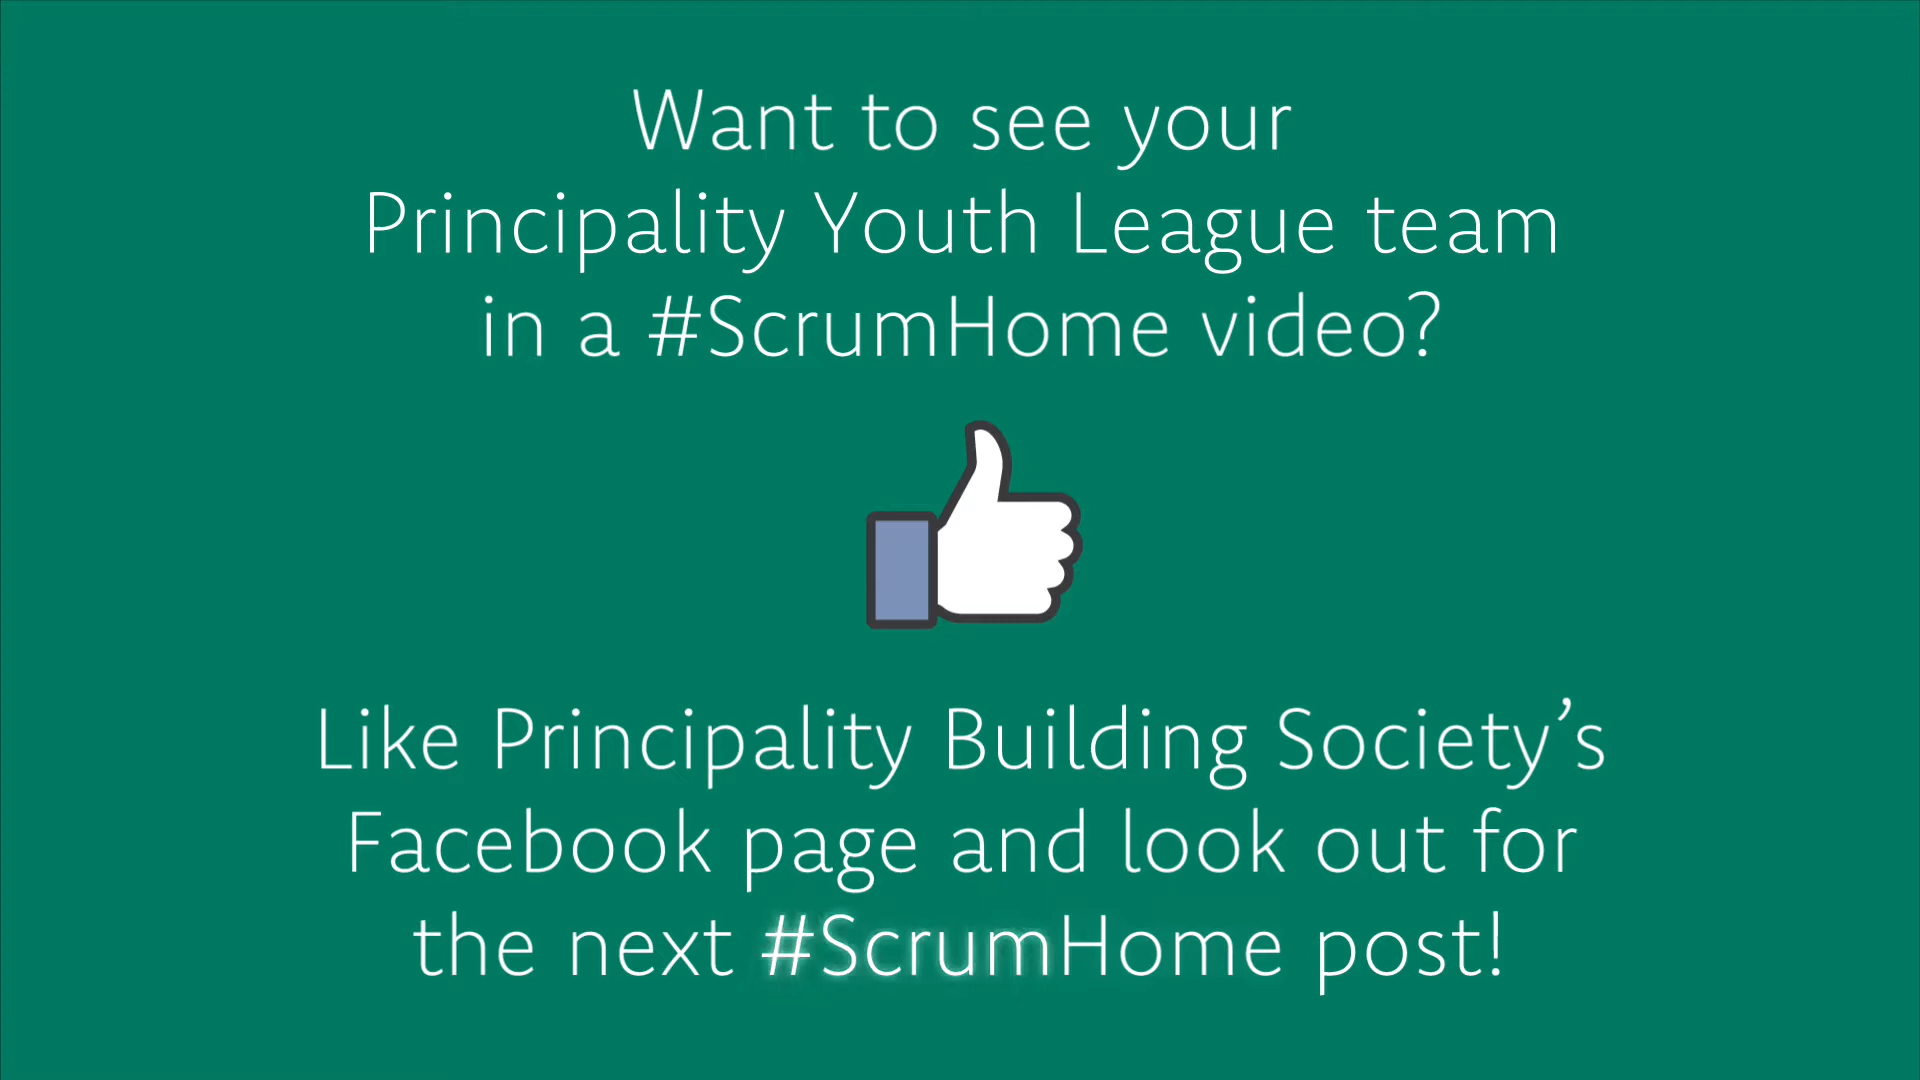 Want to see your
Principality Youth League team
in a #ScrumHome video?
Like Principality Building Society’s
Facebook page and look out for
the next #ScrumHome post!